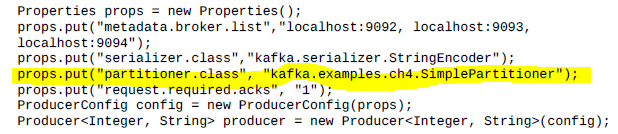 Properties props = new Properties();
props.put("metadata.broker.list","localhost:9092, localhost:9093,
localhost:9094");
props.put("serializer.class","kafka.serializer.StringEncoder");
props.put("partitioner.class", "kafka.examples.ch4.SimplePartitioner");
props.put("request.required.acks", "1");
ProducerConfig config = new ProducerConfig(props);
Producer<Integer, String> producer = new Producer<Integer, String>(config);